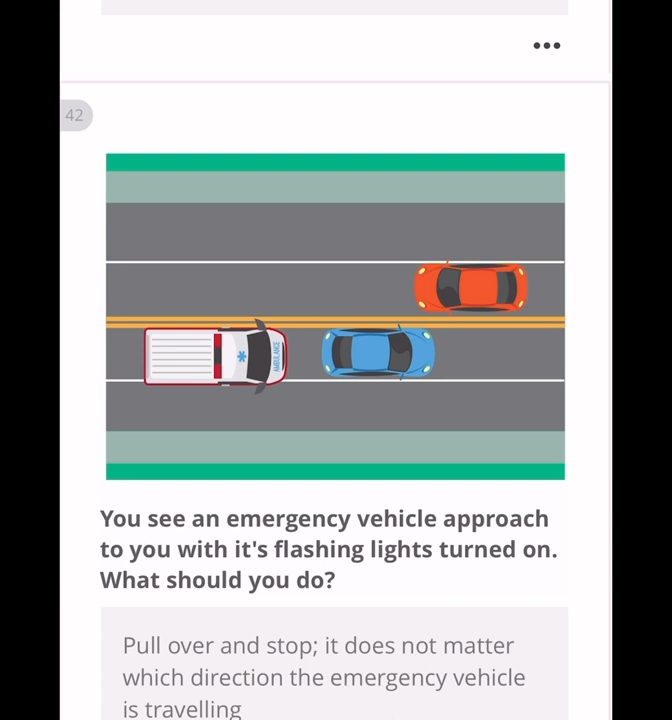 42
AMBULANCE
You see an emergency vehicle approach
to you with it's flashing lights turned on.
What should you do?
Pull over and stop; it does not matter
which direction the emergency vehicle
is travelling